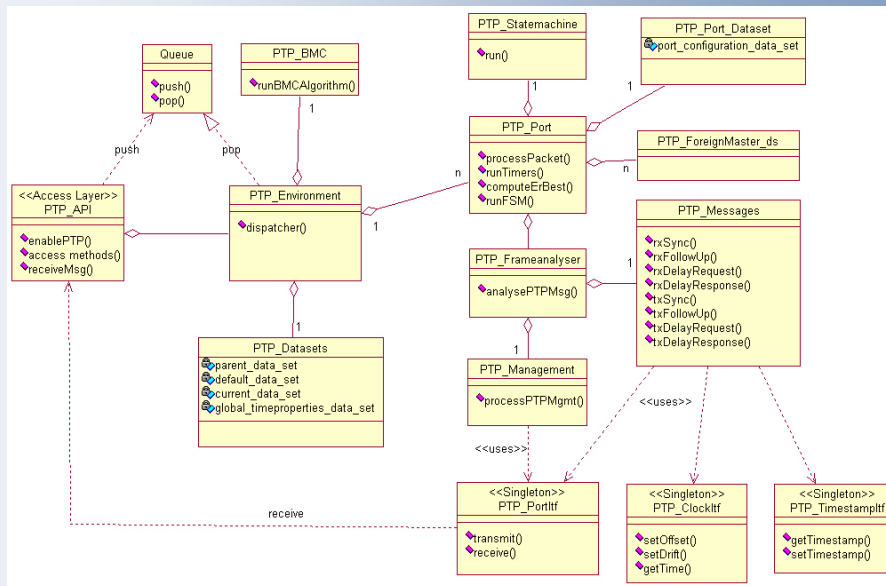 PTP_Statemachine
run()
PTP_Port_Dataset
port_configuration_data_set
Queue
push()
pop()
PTP_BMC
runBMCAlgorithm()
1
1
1
PTP_Port
processPacket()
runTimers()
computeErBest()
runFSM()
PTP_ForeignMaster_ds
n
push
pop
n
1
<<Access Layer>>
PTP_API
enablePTP()
access methods()
receiveMsg()
PTP_Environment
dispatcher()
PTP_Messages
rxSync()
rxFollowUp()
rxDelayRequest()
rxDelayResponse()
txSync()
txFollowUp()
txDelayRequest()
txDelayResponse()
PTP_Frameanalyser
analysePTPMsg()
1
1
PTP_Datasets
parent_data_set
default_data_set
current_data_set
global_timeproperties_data_set
1
PTP_Management
processPTPMgmt()
<<uses>>
<<uses>>
receive
<<Singleton>>
PTP_PortItf
transmit()
receive()
<<Singleton>>
PTP_ClockItf
setOffset()
setDrift()
getTime()
<<Singleton>>
PTP_TimestampItf
getTimestamp()
setTimestamp()